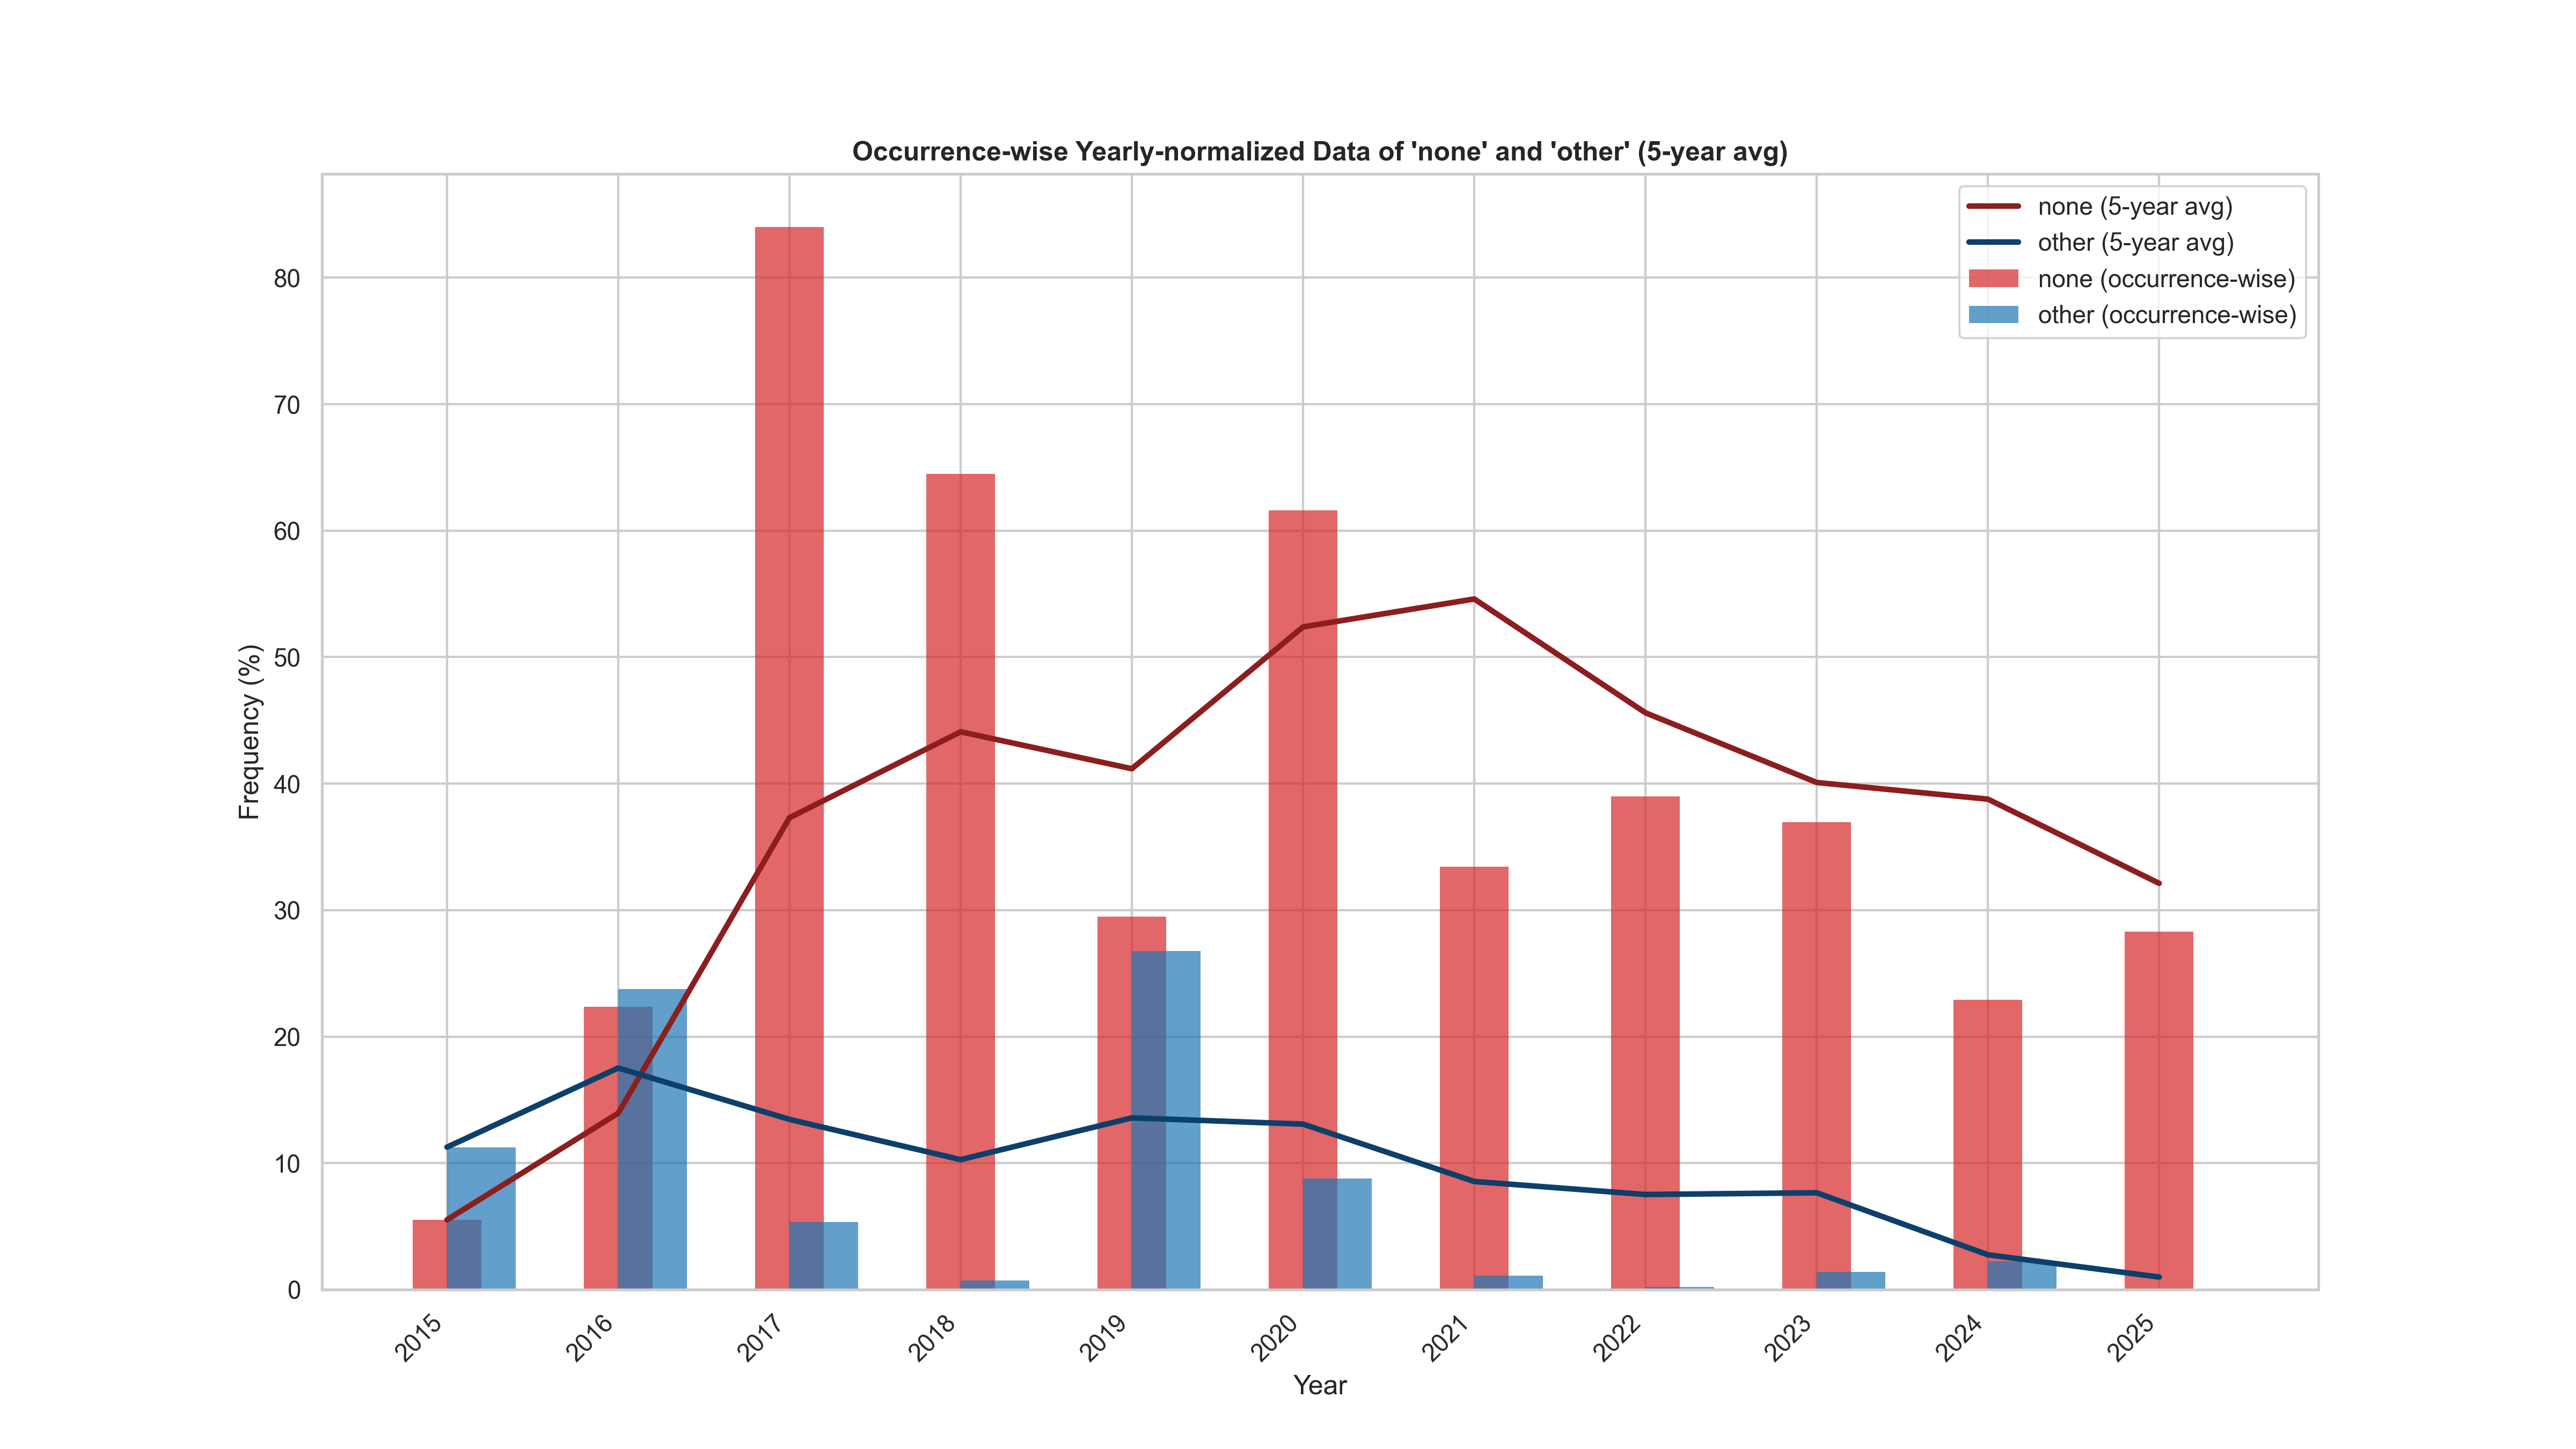 Occurrence-wise Yearly-normalized Data of 'none' and 'other' (5-year avg)
none (5-year avg)
other (5-year avg)
none (occurrence-wise)
other (occurrence-wise)
Frequency (%)
80
70
60
50
40
30
20
10
0
2015
2016
2017
2018
2019
2020
2021
2022
2023
2024
2025
Year